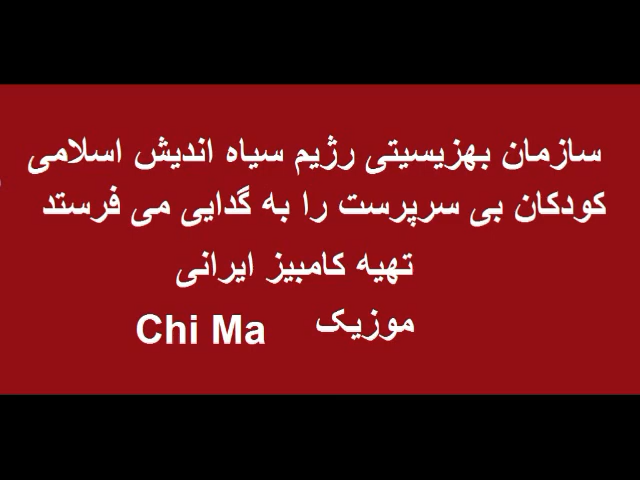 سازمان بهزیسیتی رژیم سیاه اندیش اسلامی
کودکان بی سرپرست را به گدایی می فرستد
تهیه کامبیز ایرانی
موزیک Chi Ma